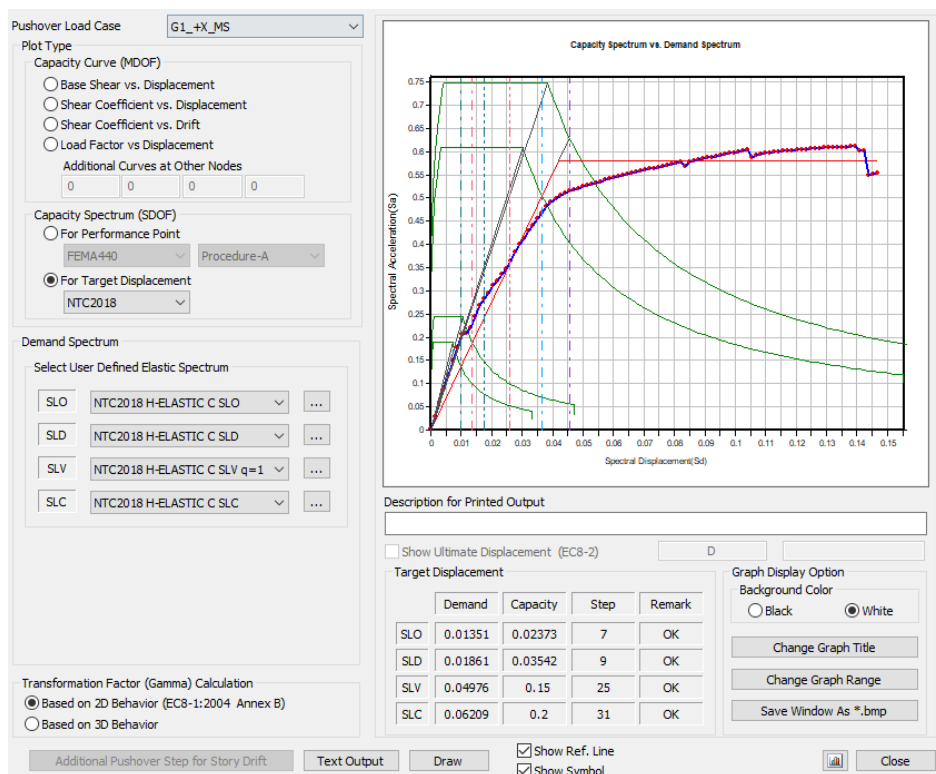 Pushover Load Case
G1_+X_MS
Plot Type
Capacity Curve (MDOF)
Base Shear vs. Displacement
Shear Coefficient vs. Displacement
Shear Coefficient vs. Drift
Load Factor vs Displacement
Additional Curves at Other Nodes
0 0 0 0
Capacity Spectrum (SDOF)
For Performance Point
FEMA440 Procedure-A
For Target Displacement
NTC2018
Demand Spectrum
Select User Defined Elastic Spectrum
SLO NTC2018 H-ELASTIC C SLO ...
SLD NTC2018 H-ELASTIC C SLD ...
SLV NTC2018 H-ELASTIC C SLV q=1 ...
SLC NTC2018 H-ELASTIC C SLC ...
Transformation Factor (Gamma) Calculation
Based on 2D Behavior (EC8-1:2004 Annex B)
Based on 3D Behavior
Capacity Spectrum vs. Demand Spectrum
Spectral Acceleration(Sa)
0.75
0.7
0.65
0.6
0.55
0.5
0.45
0.4
0.35
0.3
0.25
0.2
0.15
0.1
0.05
0
0 0.01 0.02 0.03 0.04 0.05 0.06 0.07 0.08 0.09 0.1 0.11 0.12 0.13 0.14 0.15
Spectral Displacement(Sd)
Description for Printed Output
Show Ultimate Displacement (EC8-2) D
Target Displacement
Demand Capacity Step Remark
SLO 0.01351 0.02373 7 OK
SLD 0.01861 0.03542 9 OK
SLV 0.04976 0.15 25 OK
SLC 0.06209 0.2 31 OK
Graph Display Option
Background Color
Black White
Change Graph Title
Change Graph Range
Save Window As *.bmp
Additional Pushover Step for Story Drift Text Output Draw
Show Ref. Line
Show Symbol
Close